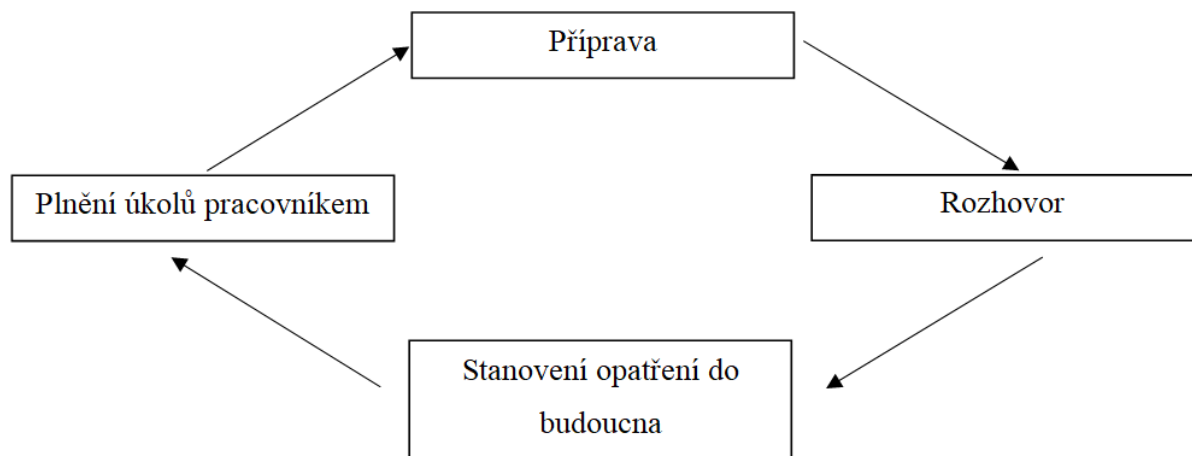 Příprava
Plnění úkolů pracovníkem
Rozhovor
Stanovení opatření do
budoucna